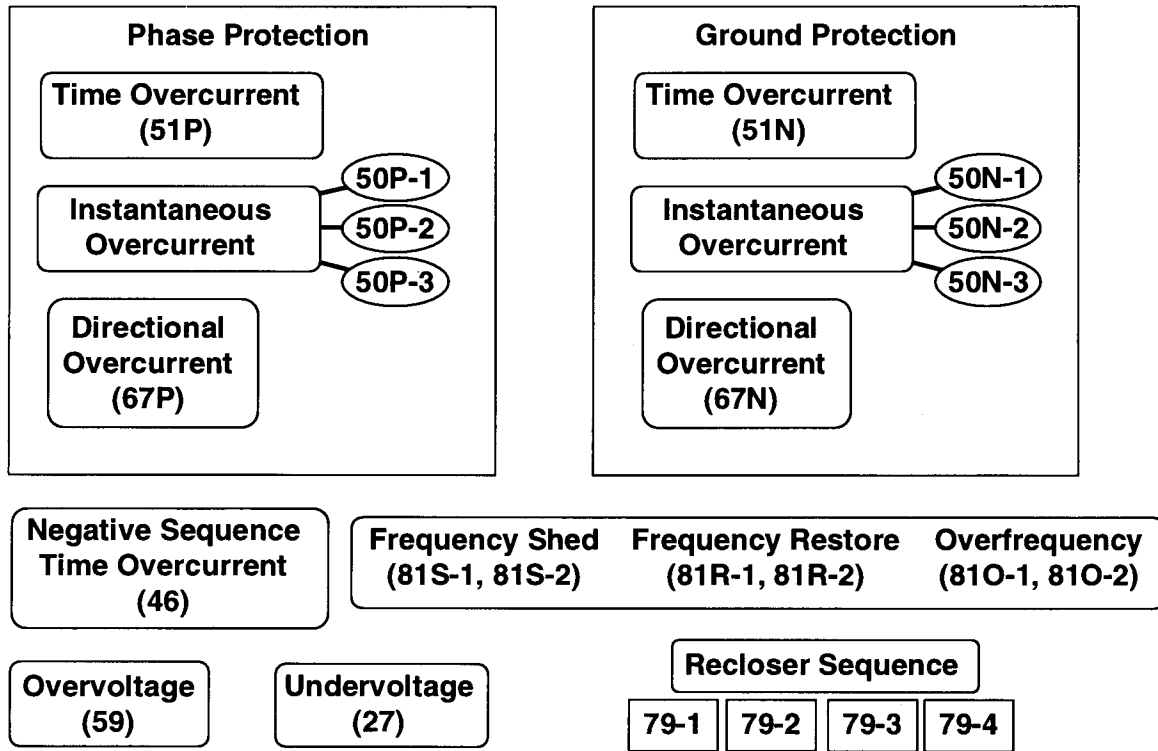 Phase Protection
Time Overcurrent
(51P)
Instantaneous
Overcurrent
50P-1
50P-2
50P-3
Directional
Overcurrent
(67P)
Ground Protection
Time Overcurrent
(51N)
Instantaneous
Overcurrent
50N-1
50N-2
50N-3
Directional
Overcurrent
(67N)
Negative Sequence
Time Overcurrent
(46)
Frequency Shed
(81S-1, 81S-2)
Frequency Restore
(81R-1, 81R-2)
Overfrequency
(81O-1, 81O-2)
Overvoltage
(59)
Undervoltage
(27)
Recloser Sequence
79-1
79-2
79-3
79-4